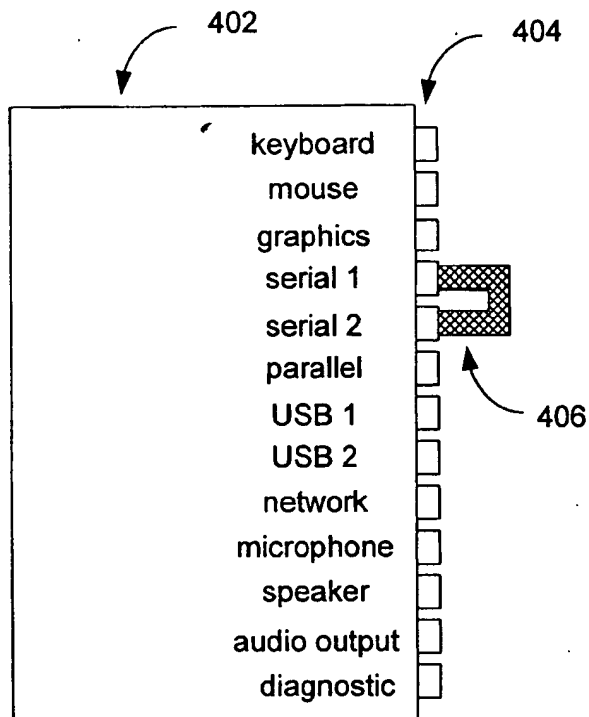 402
404
keyboard
mouse
graphics
serial 1
serial 2
parallel
USB 1
406
USB 2
network
microphone
speaker
audio output
diagnostic